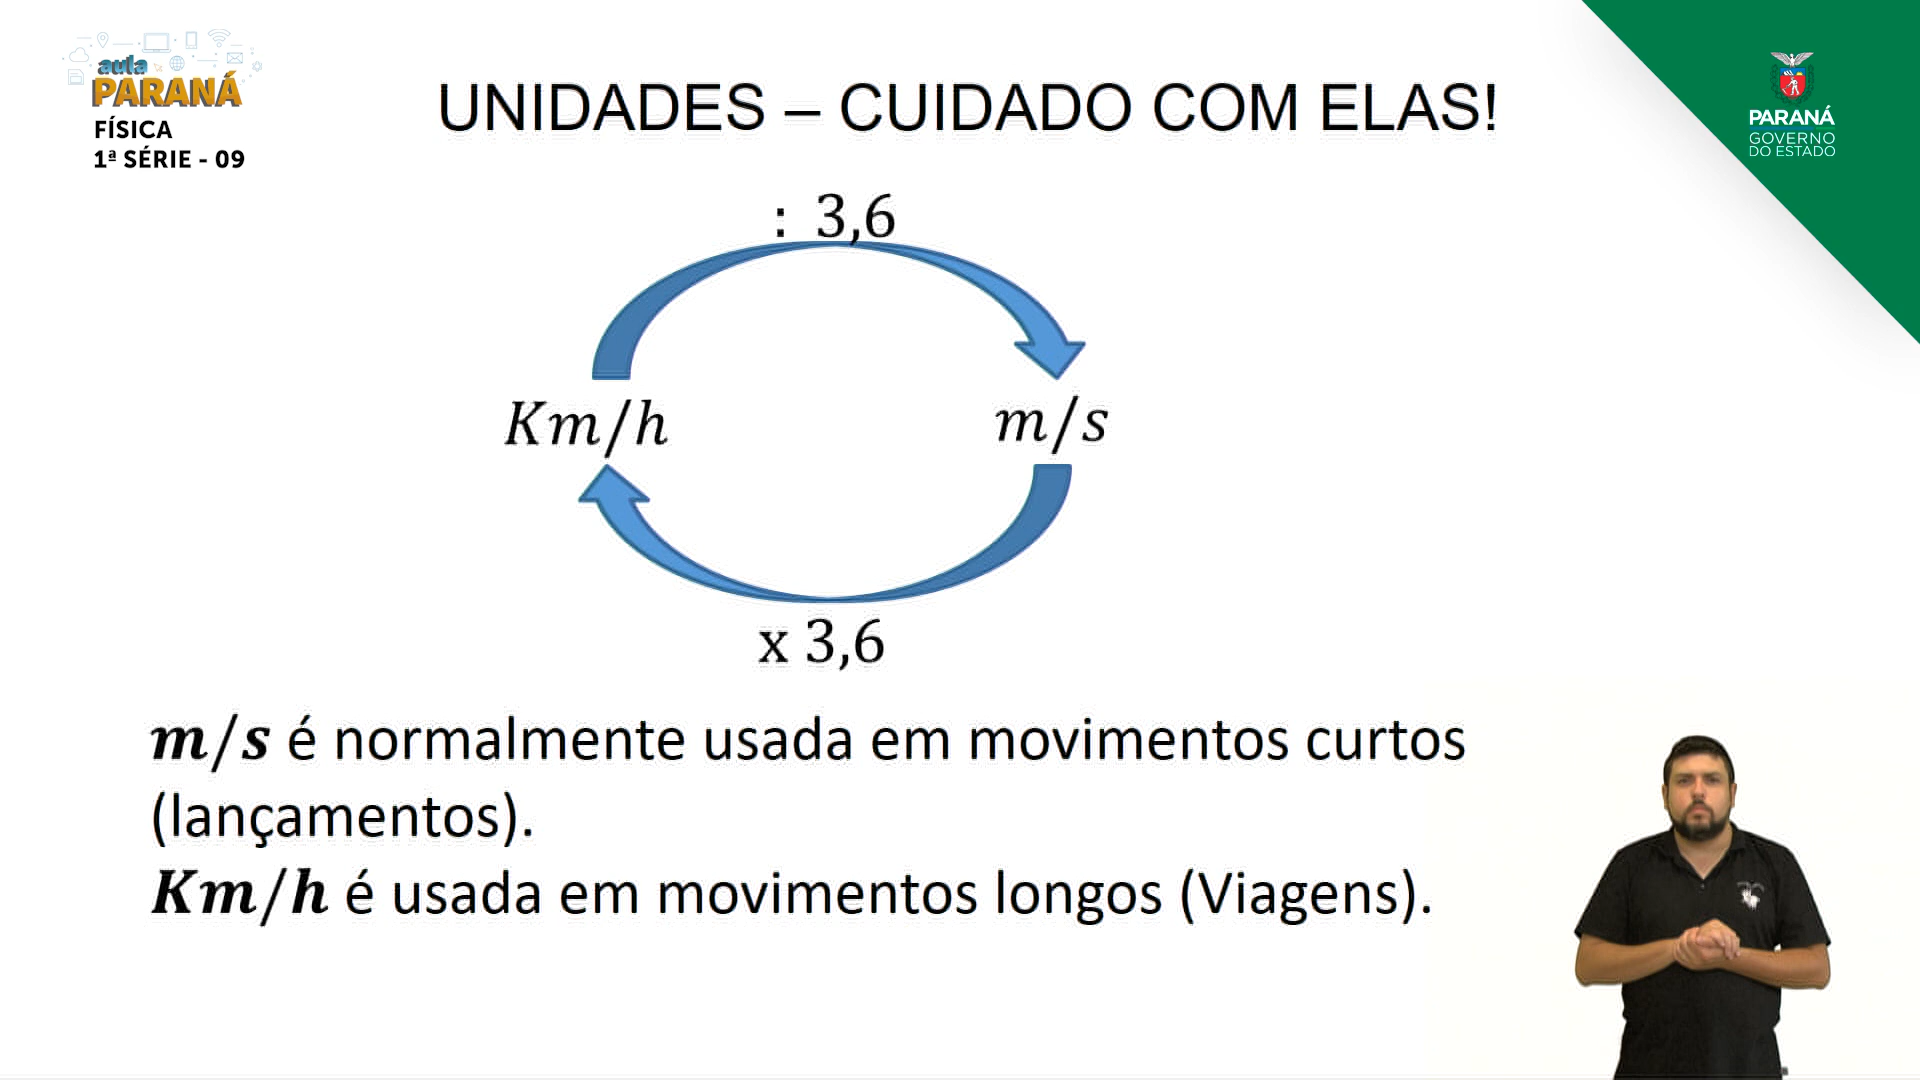 aula
PARANÁ
FÍSICA
1ª SÉRIE - 09
UNIDADES – CUIDADO COM ELAS!
PARANÁ
GOVERNO
DO ESTADO
: 3,6
Km/h
m/s
x 3,6
m/s é normalmente usada em movimentos curtos
(lançamentos).
Km/h é usada em movimentos longos (Viagens).